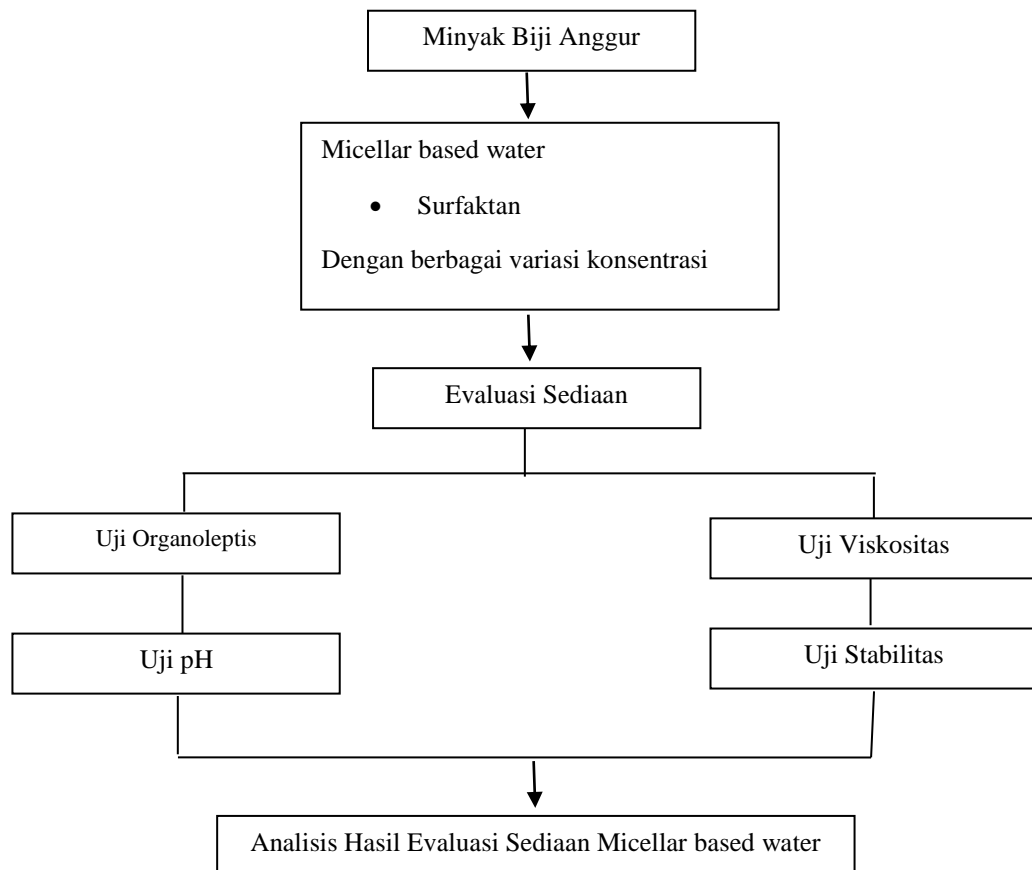 Minyak Biji Anggur
Micellar based water
• Surfaktan
Dengan berbagai variasi konsentrasi
Evaluasi Sediaan
Uji Organoleptis
Uji Viskositas
Uji pH
Uji Stabilitas
Analisis Hasil Evaluasi Sediaan Micellar based water